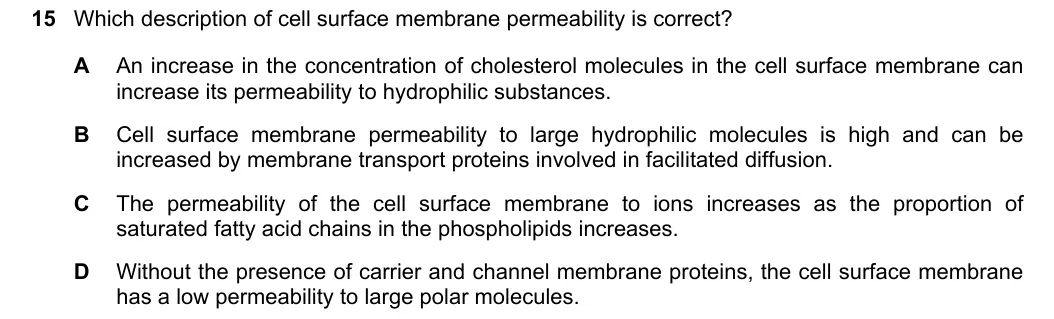 15 Which description of cell surface membrane permeability is correct?
A An increase in the concentration of cholesterol molecules in the cell surface membrane can
increase its permeability to hydrophilic substances.
B Cell surface membrane permeability to large hydrophilic molecules is high and can be
increased by membrane transport proteins involved in facilitated diffusion.
C The permeability of the cell surface membrane to ions increases as the proportion of
saturated fatty acid chains in the phospholipids increases.
D Without the presence of carrier and channel membrane proteins, the cell surface membrane
has a low permeability to large polar molecules.